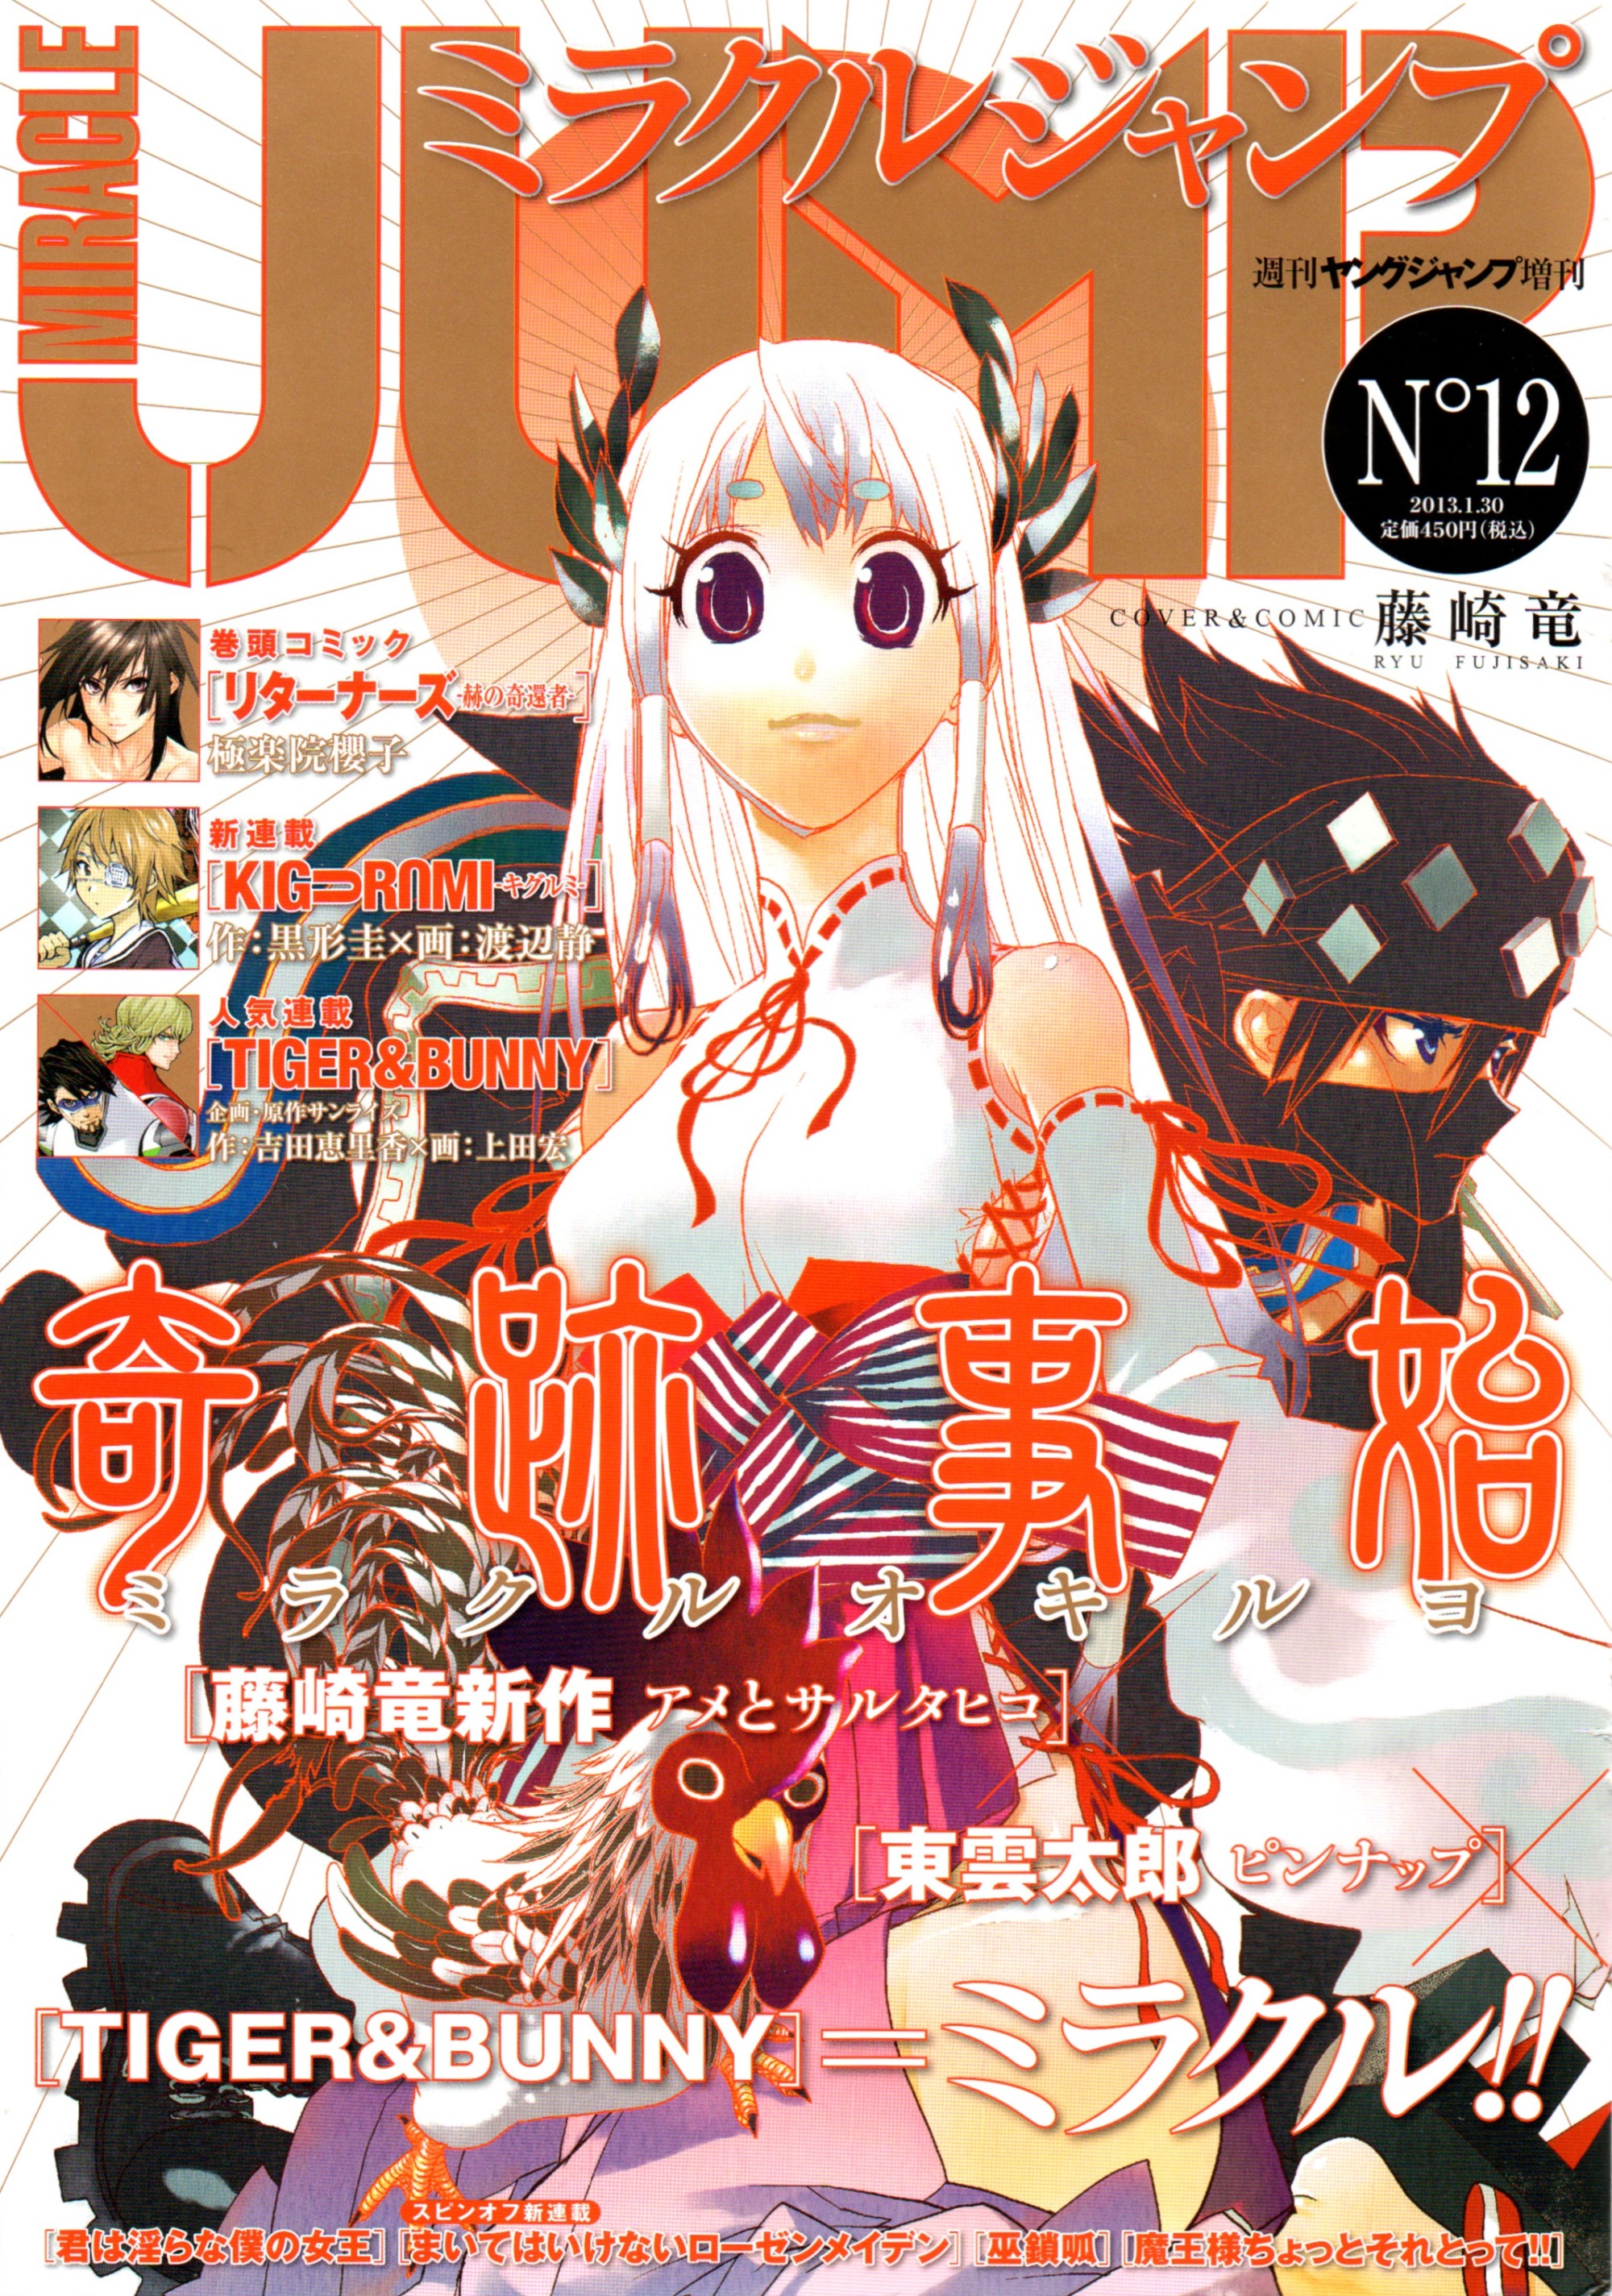 MIRACLE
JUMP
ミラクルジャンプ
週刊ヤングジャンプ増刊
N°12
2013.1.30
定価450円(税込)
COVER&COMIC 藤崎竜
RYU FUJISAKI
巻頭コミック
[リターナーズ-赫の奇還者-]
極楽院櫻子
新連載
[KIG⊃R∩MI-キグルミ-]
作:黒形圭×画:渡辺静
人気連載
[TIGER&BUNNY]
企画・原作サンライズ
作:吉田恵里香×画:上田宏
奇跡事始
ミラクルオキルヨ
[藤崎竜新作 アメとサルタヒコ]
×
[東雲太郎 ピンナップ]
×
[TIGER&BUNNY]=ミラクル!!
スピンオフ新連載
[君は淫らな僕の女王] [まいてはいけないローゼンメイデン] [巫鎖呱] [魔王様ちょっとそれとって!!]